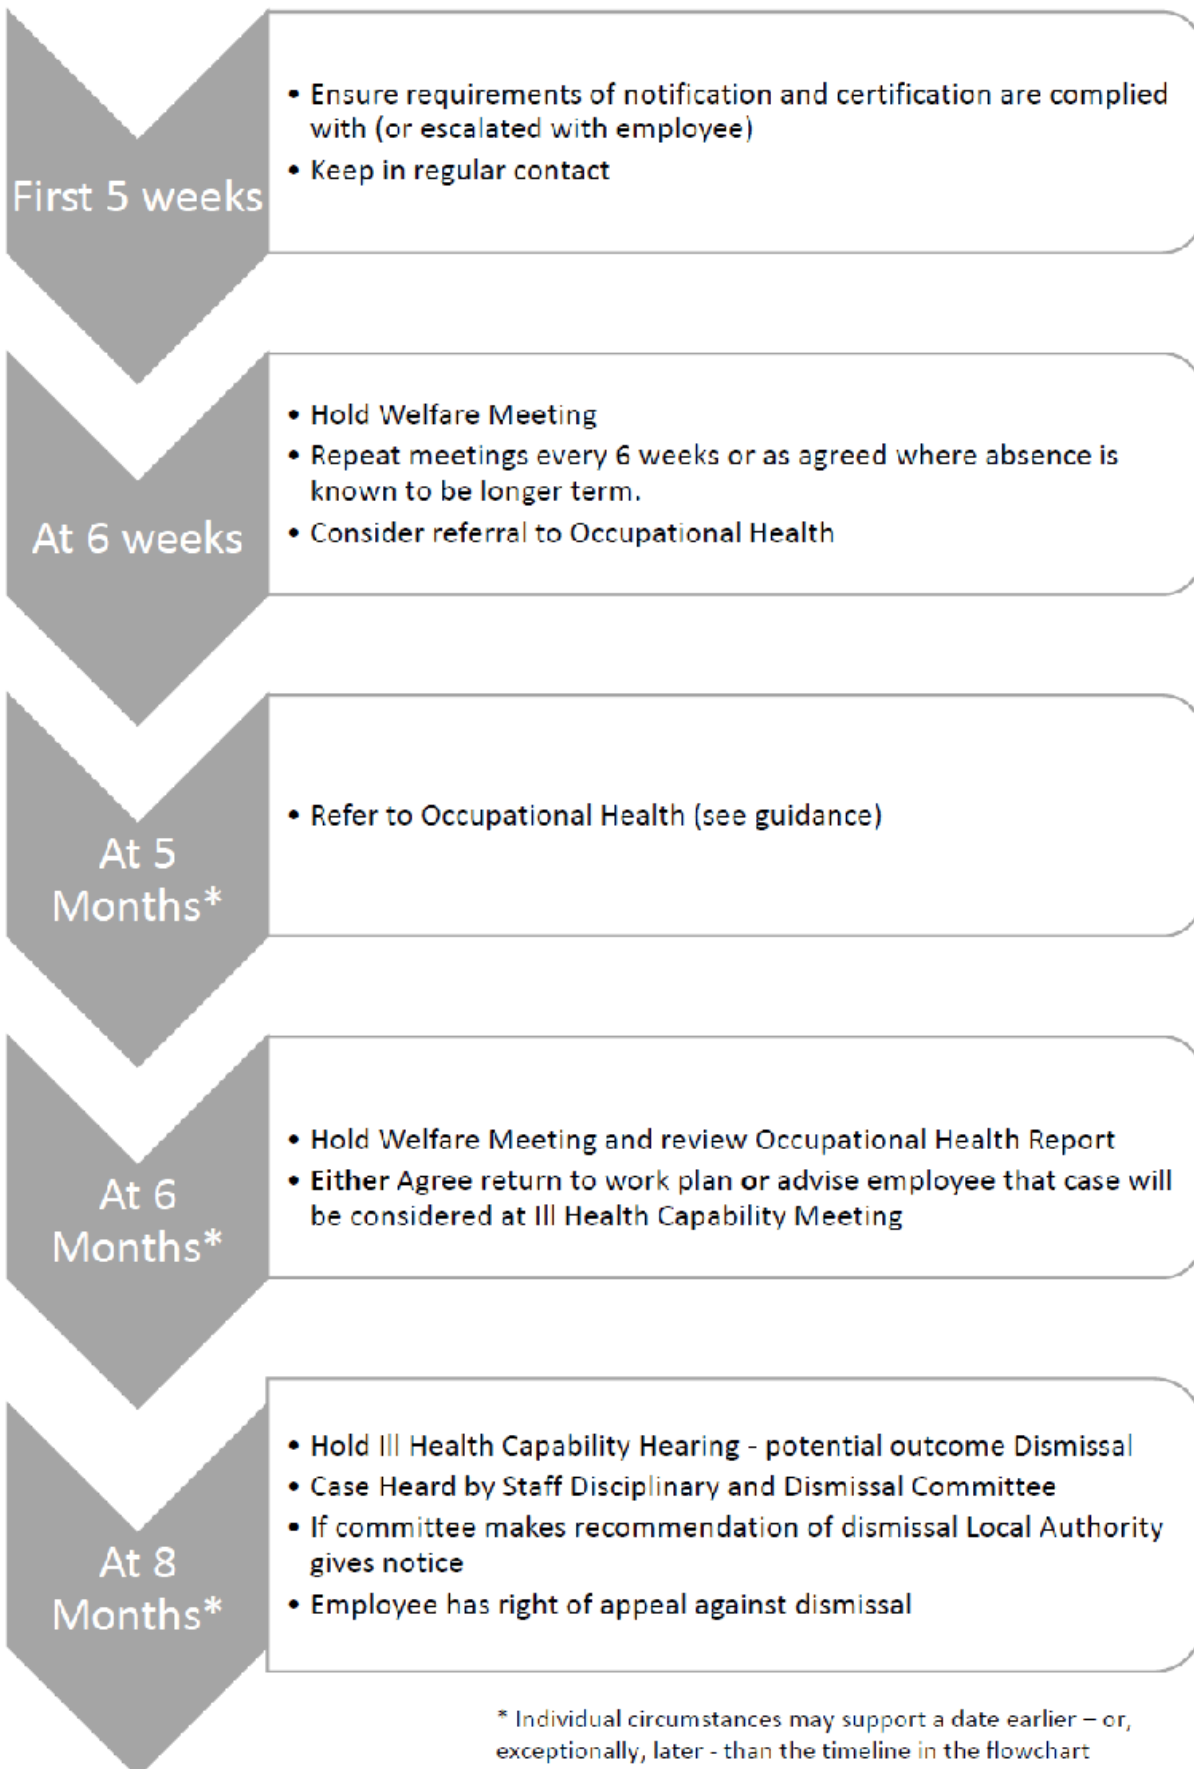 First 5 weeks
• Ensure requirements of notification and certification are complied
with (or escalated with employee)
• Keep in regular contact
At 6 weeks
• Hold Welfare Meeting
• Repeat meetings every 6 weeks or as agreed where absence is
known to be longer term.
• Consider referral to Occupational Health
At 5
Months*
• Refer to Occupational Health (see guidance)
At 6
Months*
• Hold Welfare Meeting and review Occupational Health Report
• Either Agree return to work plan or advise employee that case will
be considered at Ill Health Capability Meeting
At 8
Months*
• Hold Ill Health Capability Hearing - potential outcome Dismissal
• Case Heard by Staff Disciplinary and Dismissal Committee
• If committee makes recommendation of dismissal Local Authority
gives notice
• Employee has right of appeal against dismissal
* Individual circumstances may support a date earlier – or,
exceptionally, later - than the timeline in the flowchart